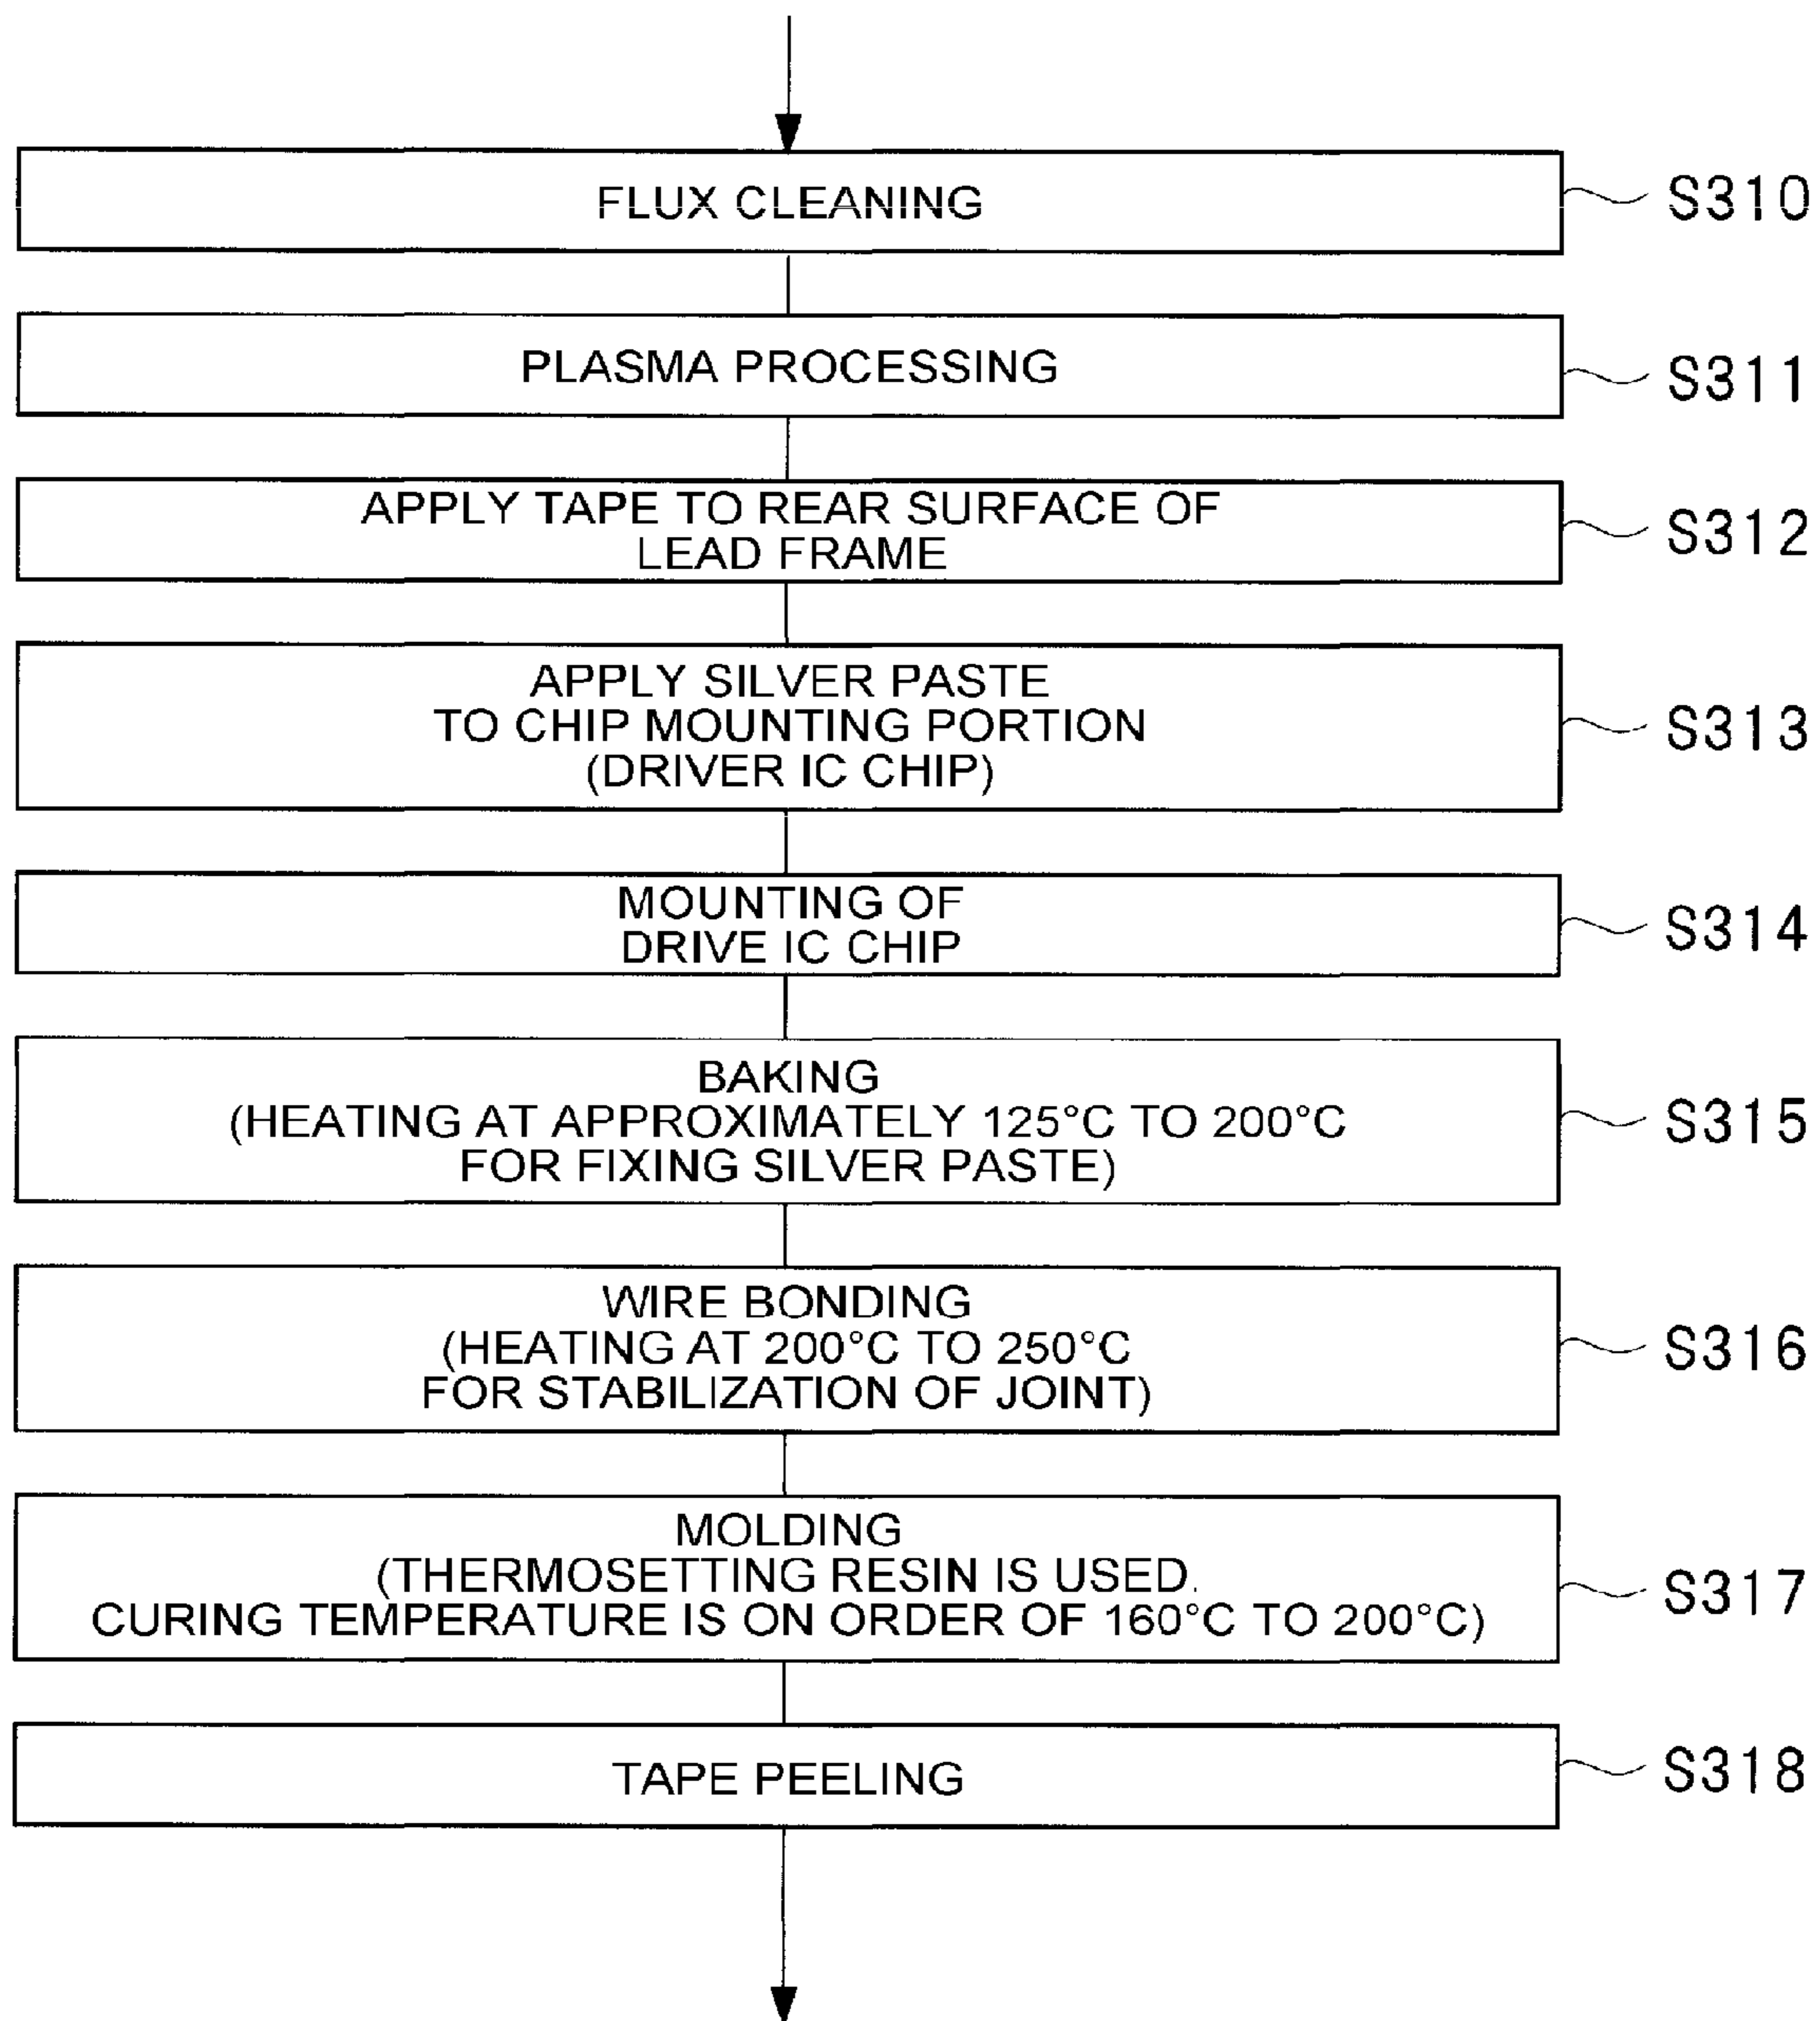 FLUX CLEANING
S310
PLASMA PROCESSING
S311
APPLY TAPE TO REAR SURFACE OF
LEAD FRAME
S312
APPLY SILVER PASTE
TO CHIP MOUNTING PORTION
(DRIVER IC CHIP)
S313
MOUNTING OF
DRIVE IC CHIP
S314
BAKING
(HEATING AT APPROXIMATELY 125°C TO 200°C
FOR FIXING SILVER PASTE)
S315
WIRE BONDING
(HEATING AT 200°C TO 250°C
FOR STABILIZATION OF JOINT)
S316
MOLDING
(THERMOSETTING RESIN IS USED.
CURING TEMPERATURE IS ON ORDER OF 160°C TO 200°C)
S317
TAPE PEELING
S318